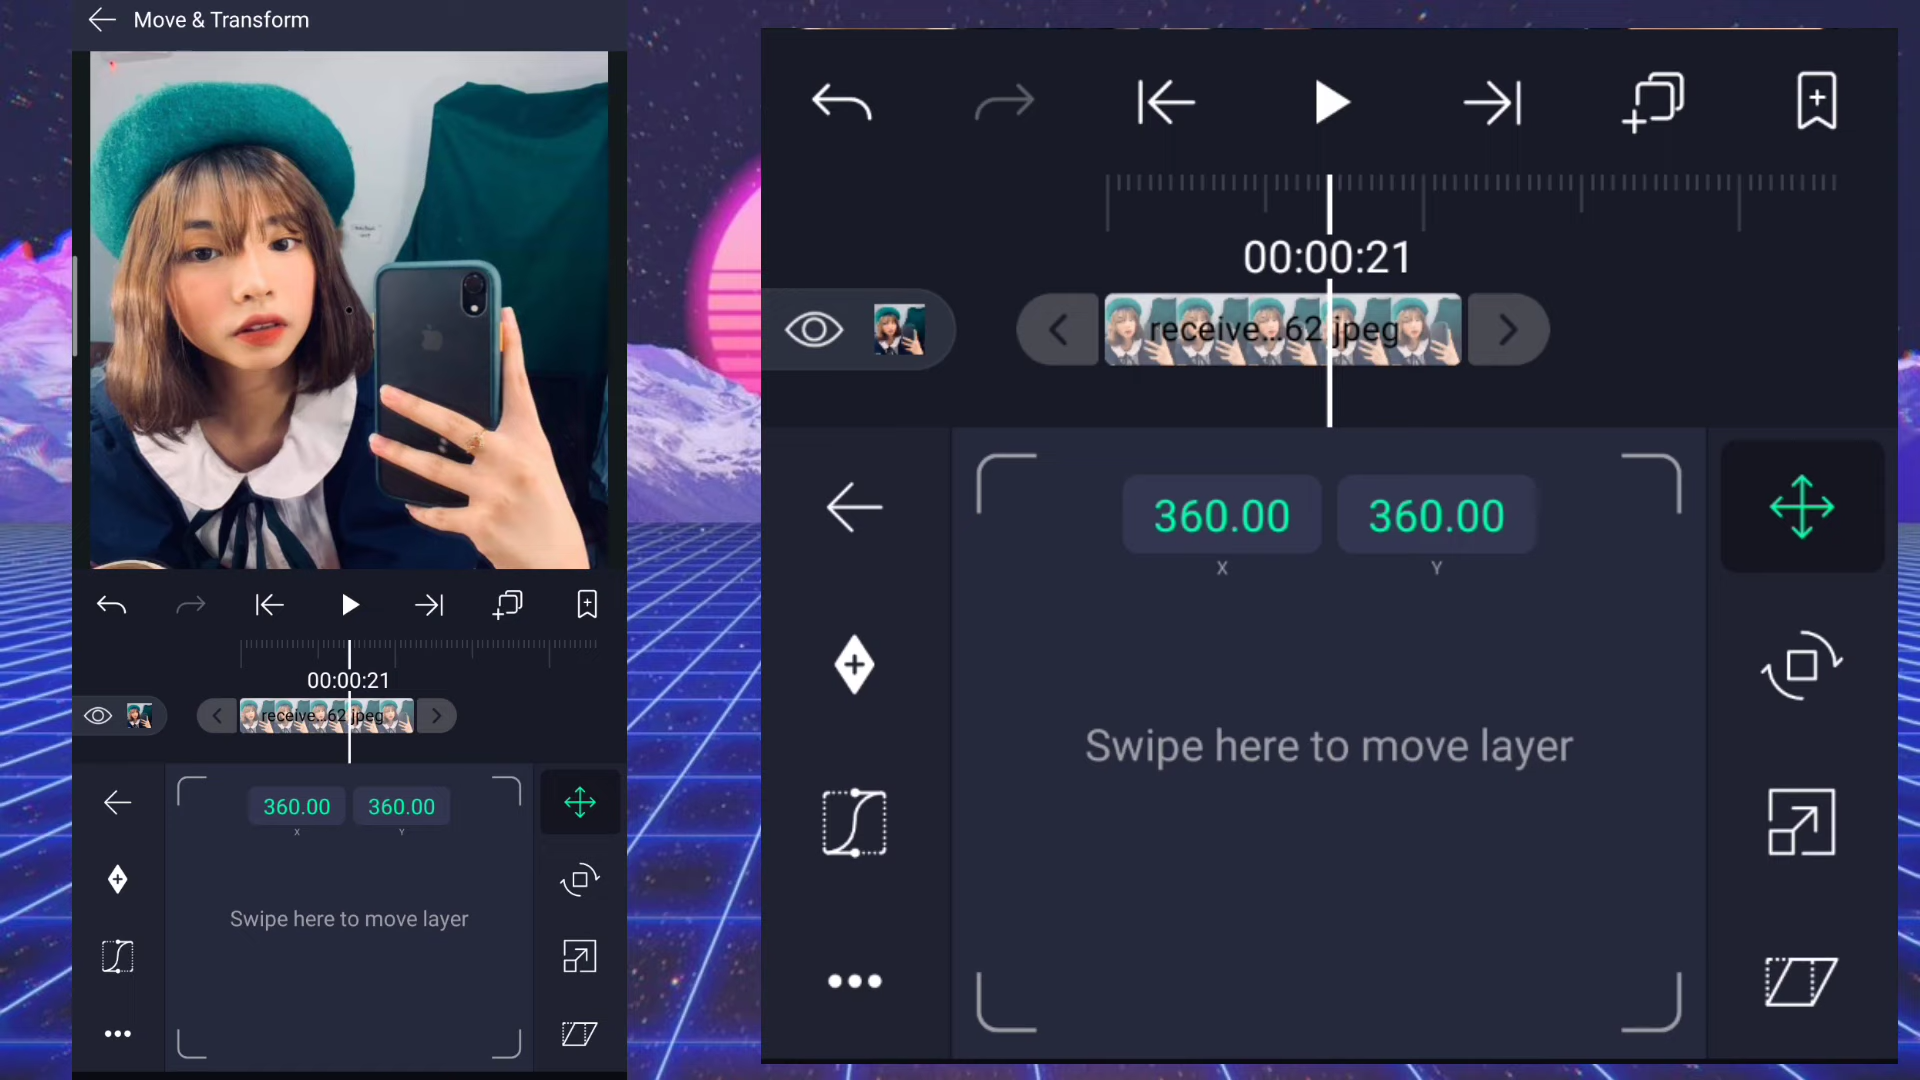 Move & Transform
00:00:21
receive...62.jpeg
360.00 360.00
X Y
Swipe here to move layer
00:00:21
receive...62.jpeg
360.00 360.00
X Y
Swipe here to move layer